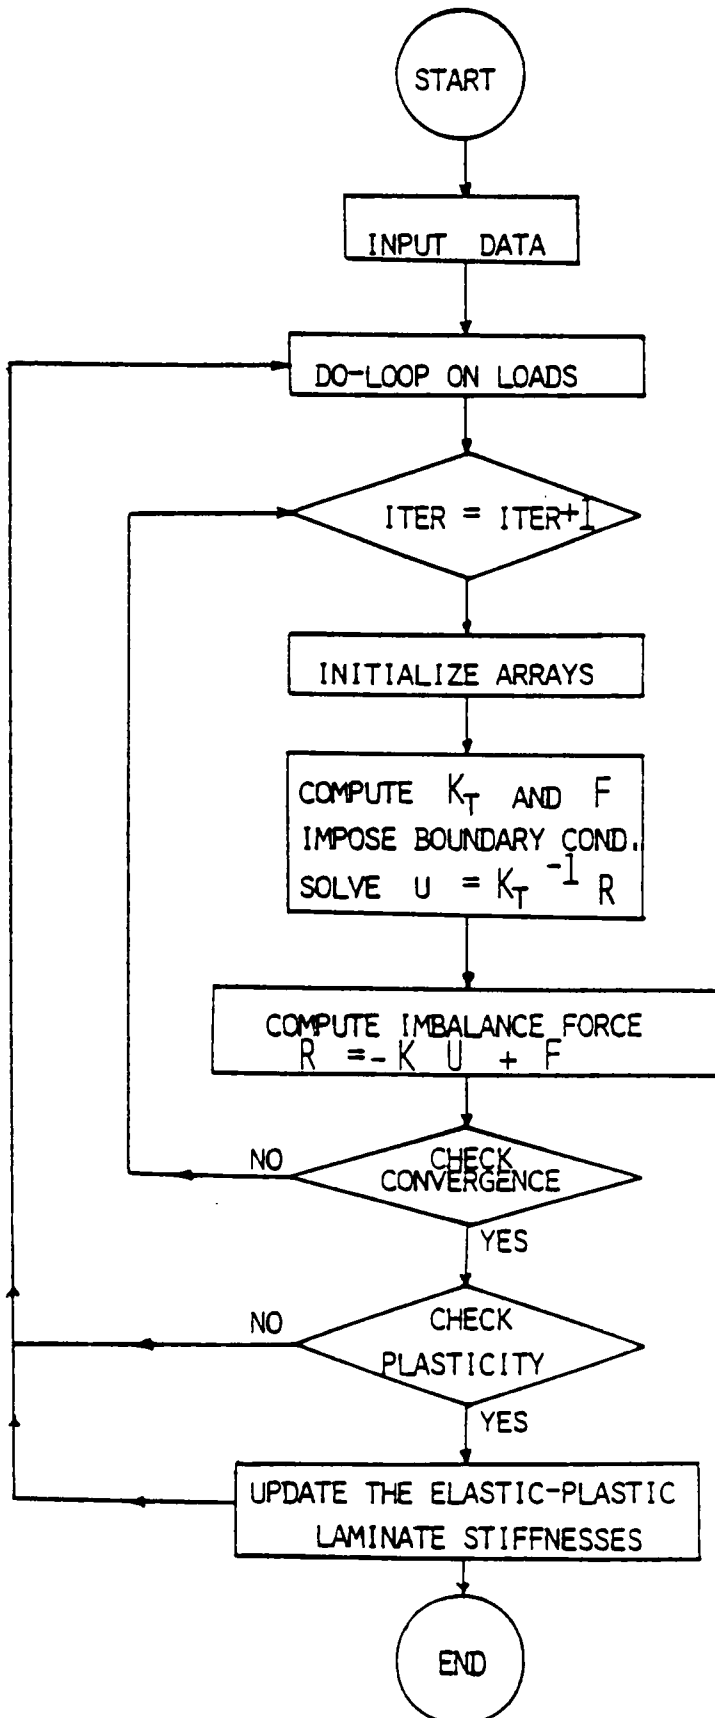 START
INPUT DATA
DO-LOOP ON LOADS
ITER = ITER+1
INITIALIZE ARRAYS
COMPUTE K_T AND F
IMPOSE BOUNDARY COND.
SOLVE U = K_T^-1 R
COMPUTE IMBALANCE FORCE
R =-K U + F
CHECK
CONVERGENCE
NO
YES
CHECK
PLASTICITY
NO
YES
UPDATE THE ELASTIC-PLASTIC
LAMINATE STIFFNESSES
END